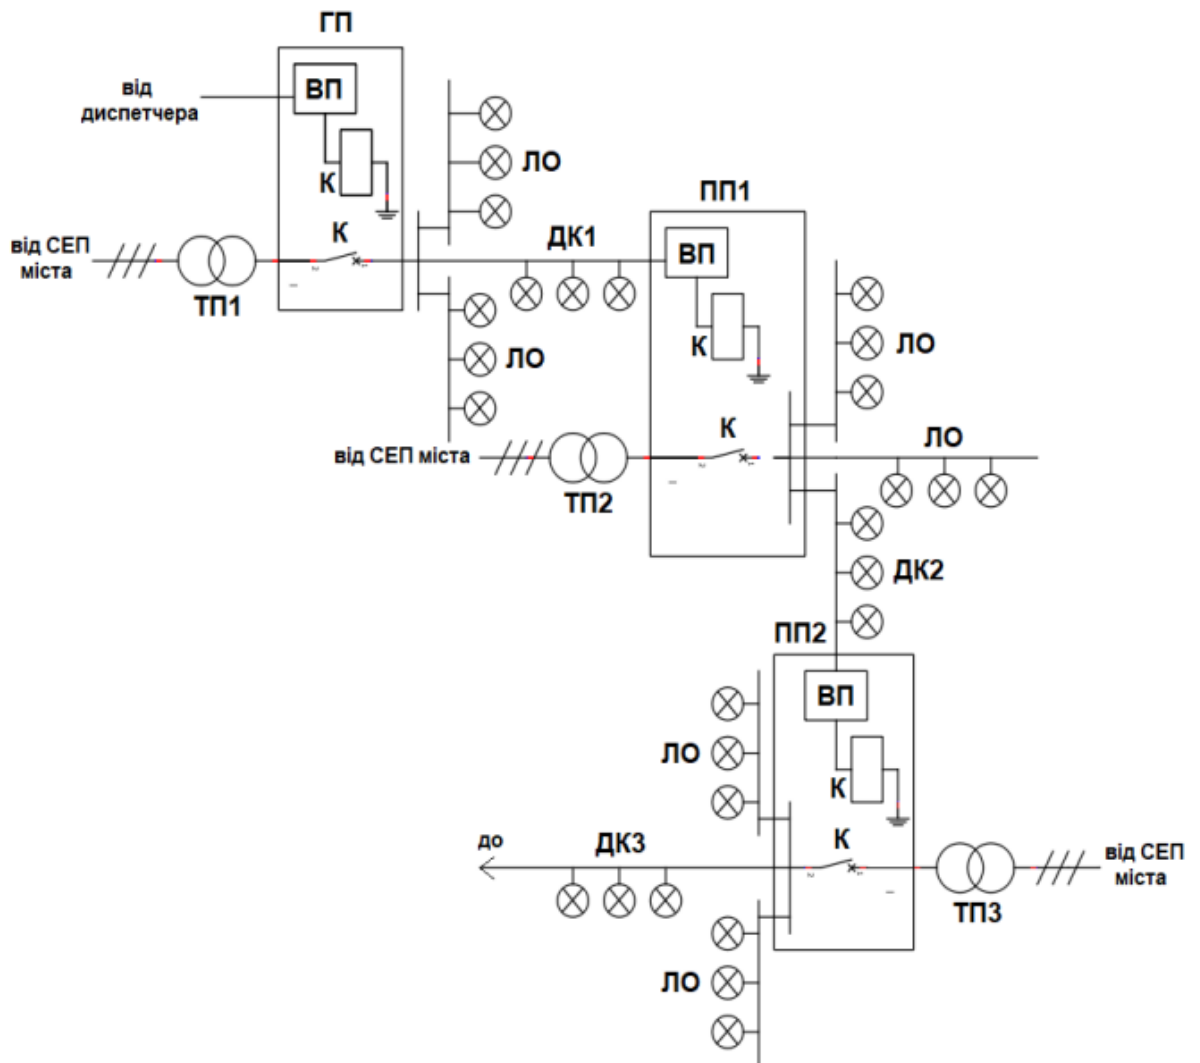 ГП
від
диспетчера
ВП
К
ЛО
К
від СЕП
міста
ТП1
ДК1
ЛО
ПП1
ВП
К
ЛО
К
від СЕП міста
ТП2
ЛО
ДК2
ПП2
ВП
ЛО
К
до
ДК3
К
від СЕП
міста
ТП3
ЛО